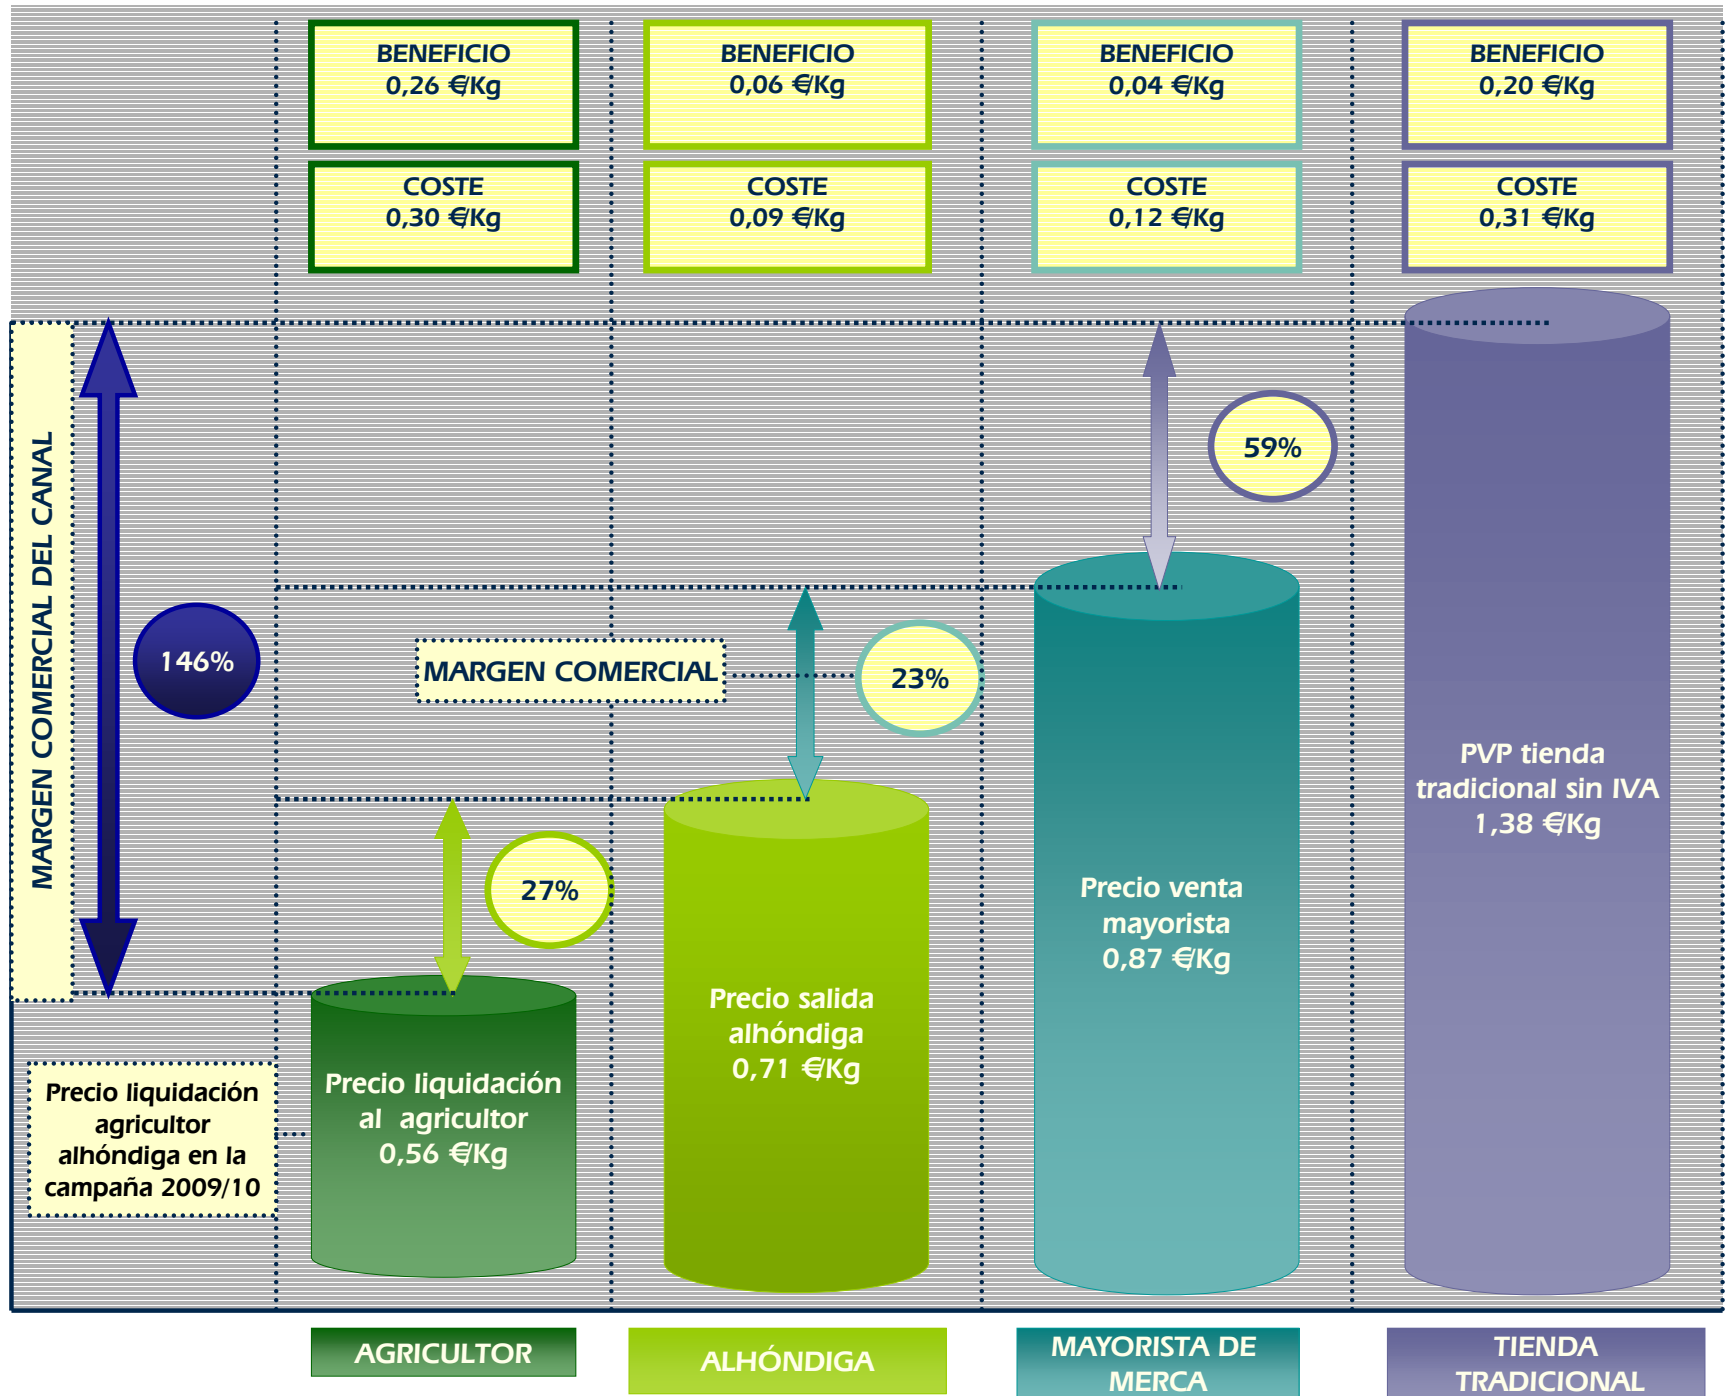 BENEFICIO
0,26 €/Kg
BENEFICIO
0,06 €/Kg
BENEFICIO
0,04 €/Kg
BENEFICIO
0,20 €/Kg
COSTE
0,30 €/Kg
COSTE
0,09 €/Kg
COSTE
0,12 €/Kg
COSTE
0,31 €/Kg
MARGEN COMERCIAL DEL CANAL
146%
59%
MARGEN COMERCIAL
23%
27%
PVP tienda
tradicional sin IVA
1,38 €/Kg
Precio venta
mayorista
0,87 €/Kg
Precio salida
alhóndiga
0,71 €/Kg
Precio liquidación
al agricultor
0,56 €/Kg
Precio liquidación
agricultor
alhóndiga en la
campaña 2009/10
AGRICULTOR
ALHÓNDIGA
MAYORISTA DE
MERCA
TIENDA
TRADICIONAL